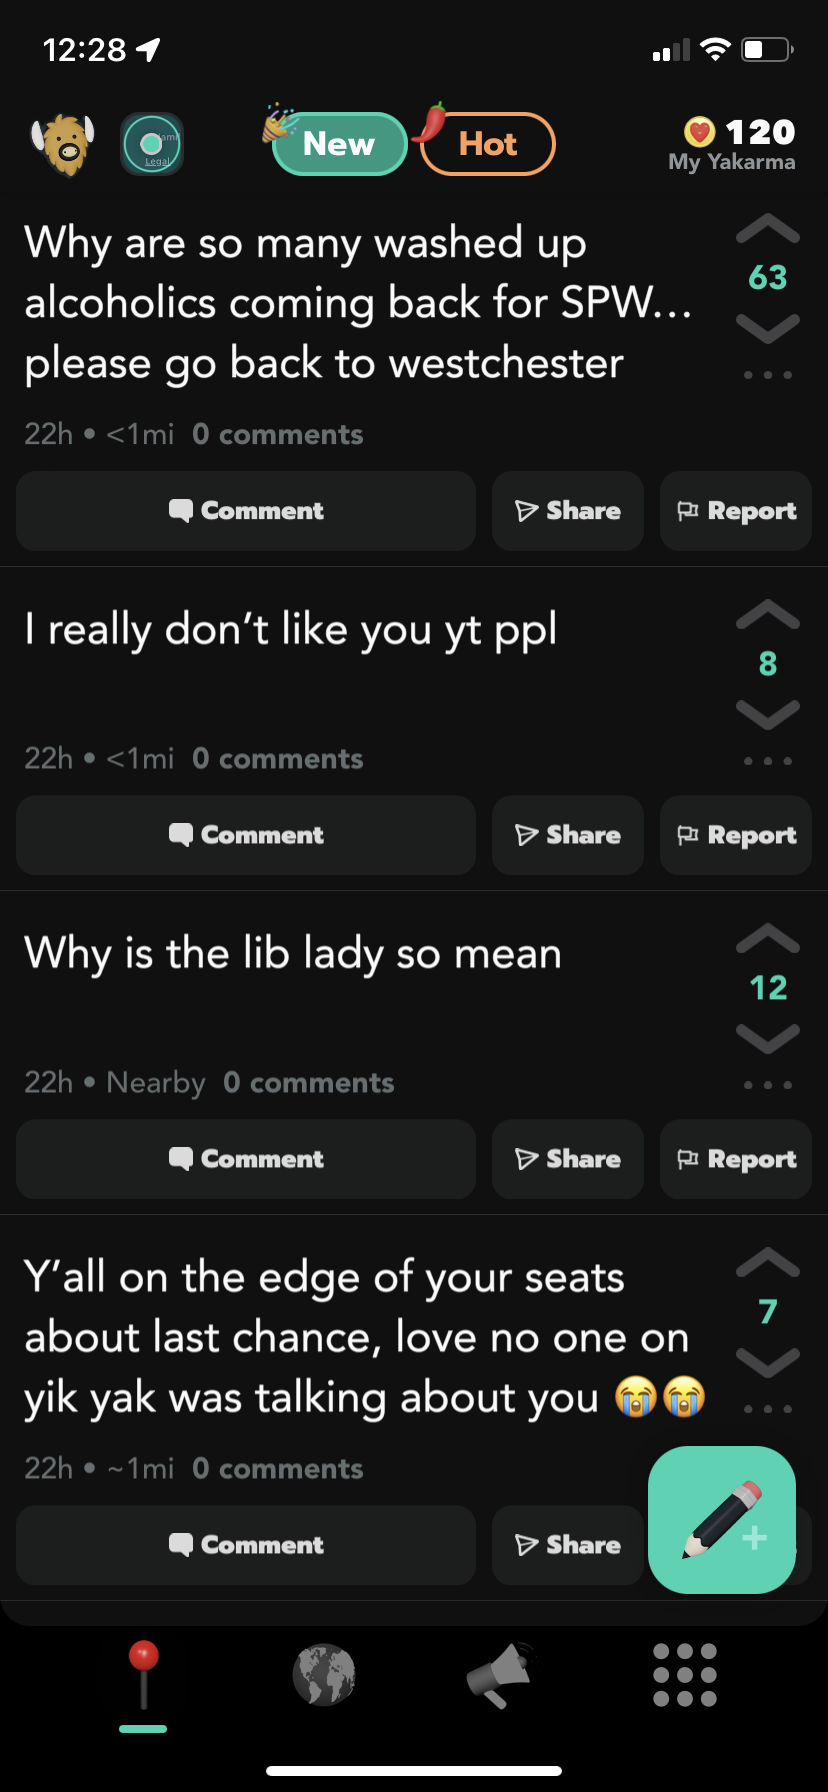 12:28
New
Hot
120
My Yakarma
Legal
Why are so many washed up
alcoholics coming back for SPW...
please go back to westchester
63
22h • <1mi 0 comments
Comment
Share
Report
I really don’t like you yt ppl
8
22h • <1mi 0 comments
Comment
Share
Report
Why is the lib lady so mean
12
22h • Nearby 0 comments
Comment
Share
Report
Y’all on the edge of your seats
about last chance, love no one on
yik yak was talking about you 😭😭
7
22h • ~1mi 0 comments
Comment
Share